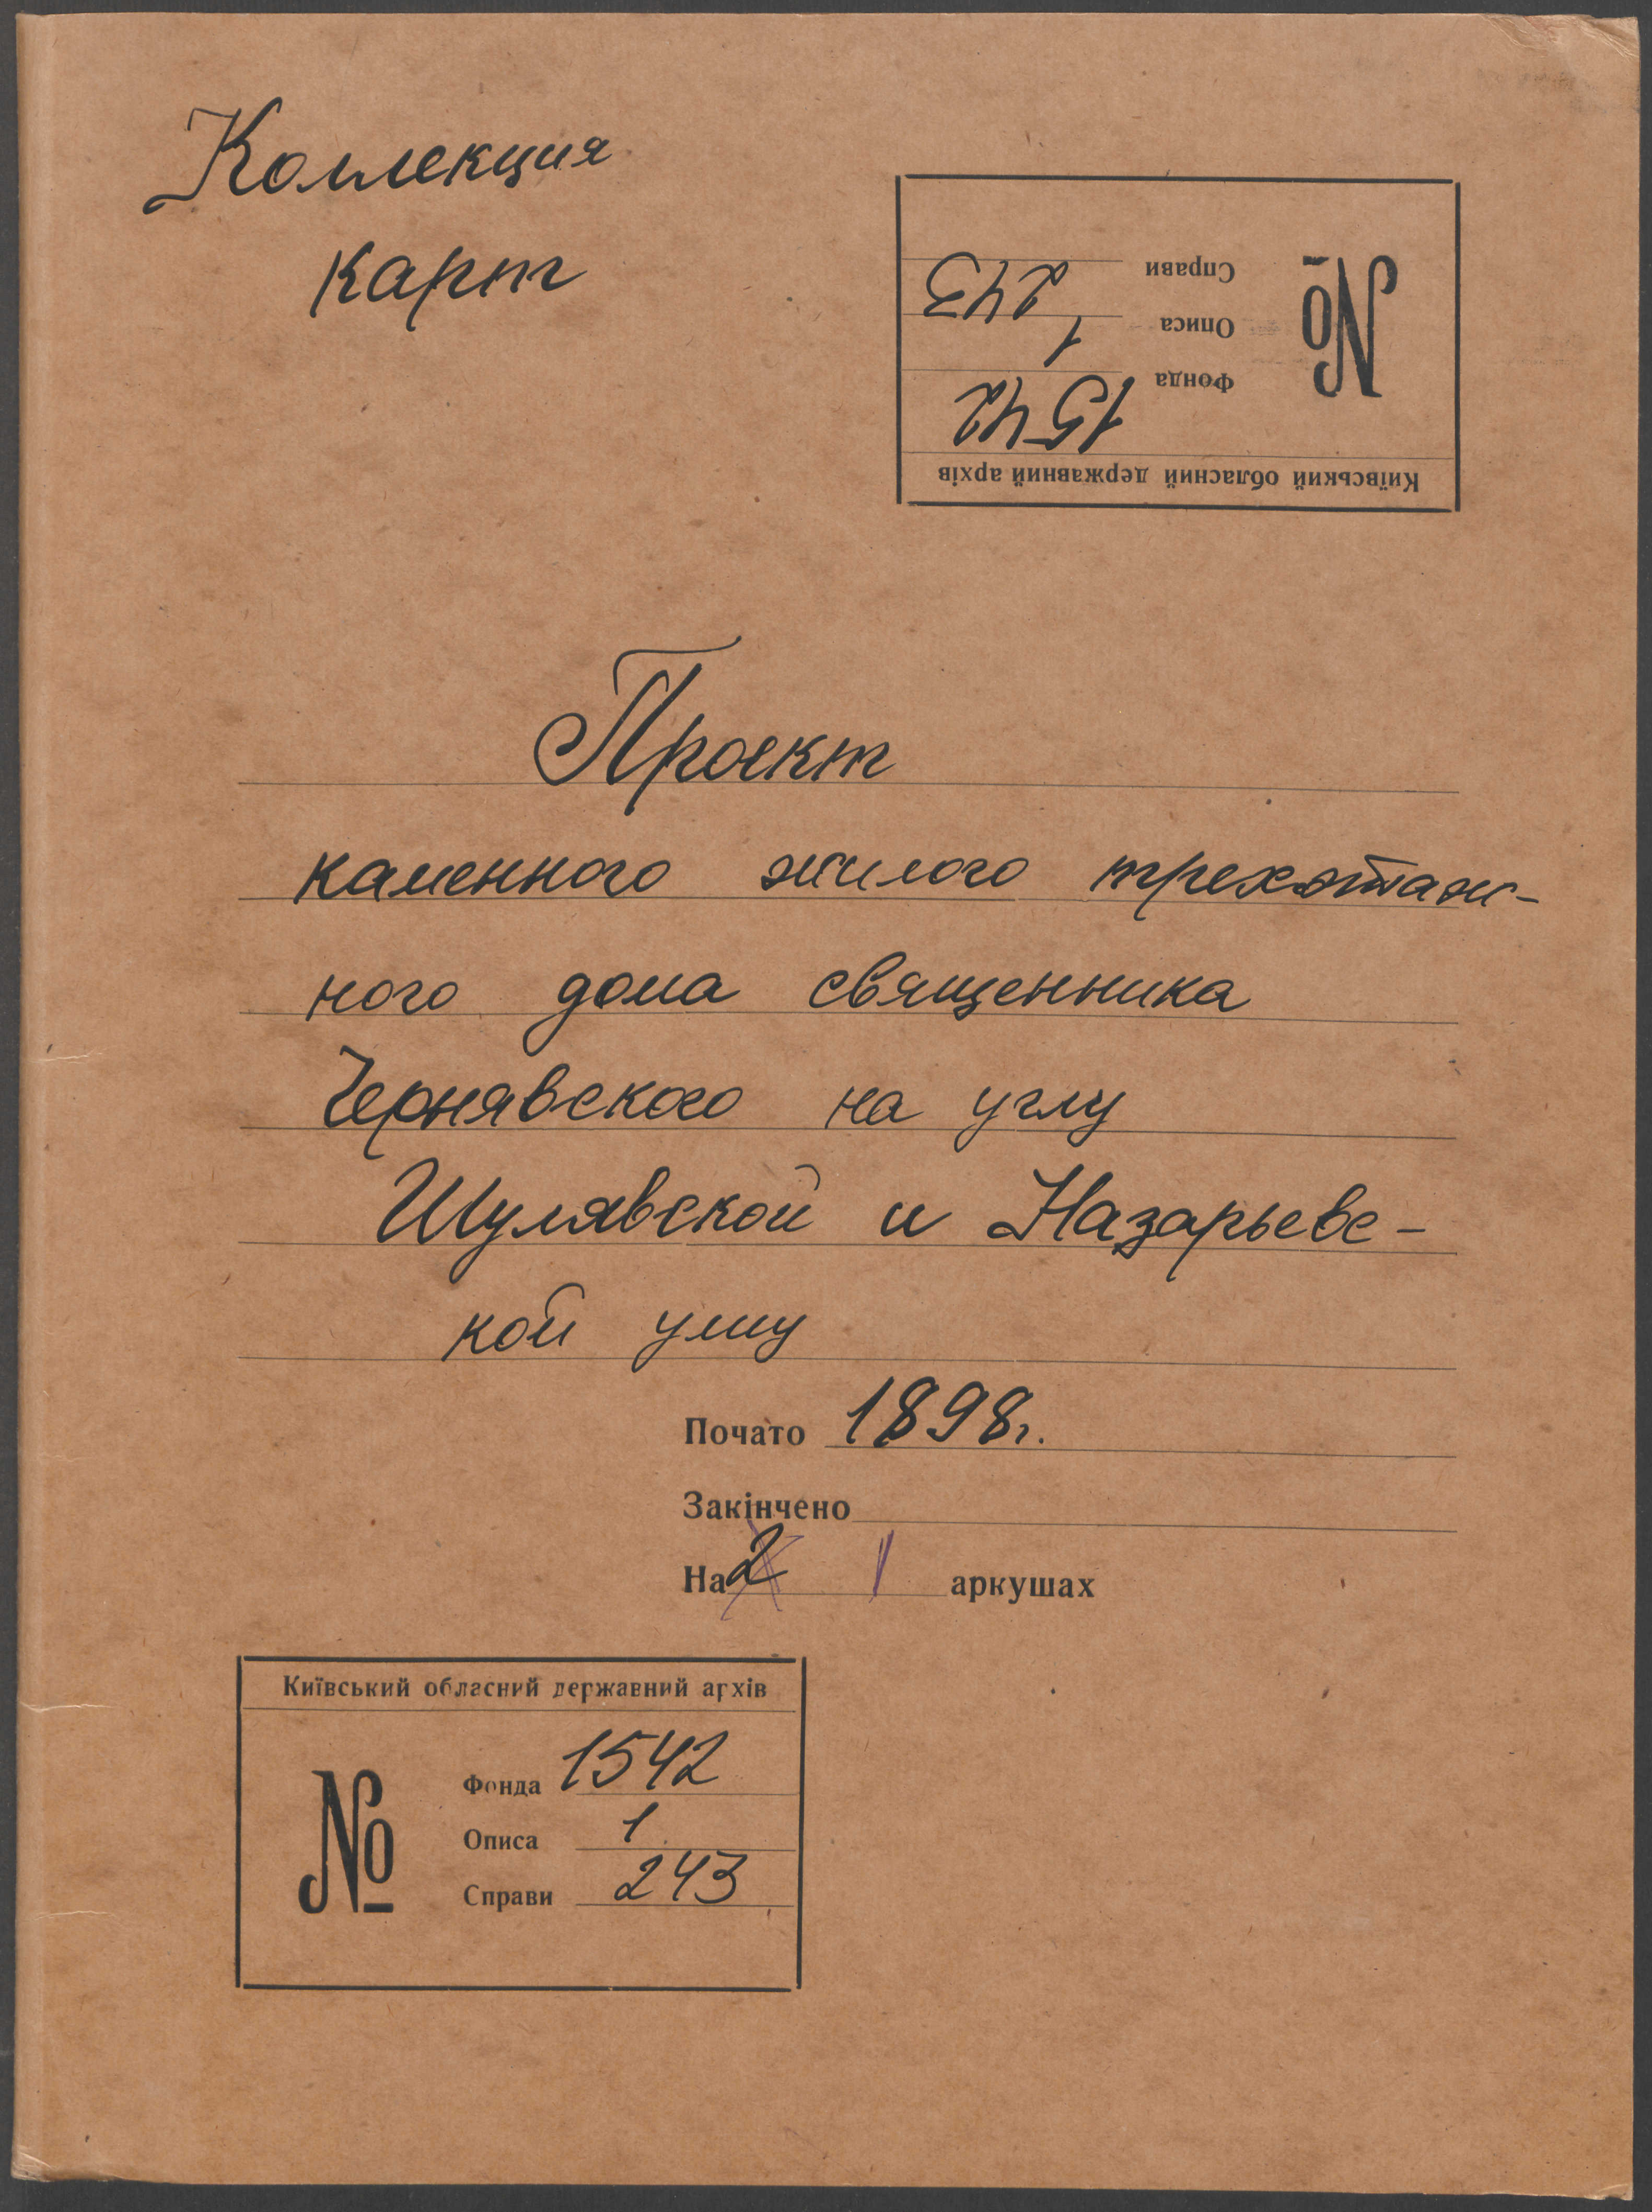 Коллекция
карт
Київський обласний державний архів
№
Фонда 1542
Описа 1
Справи 243
Проект
каменного жилого трехэтаж-
ного дома священника
Чернявского на углу
Шулявской и Назарьевс-
кой улиц
Почато 1898г.
Закінчено
На 2 1 аркушах
Київський обласний державний архів
№
Фонда 1542
Описа 1
Справи 243